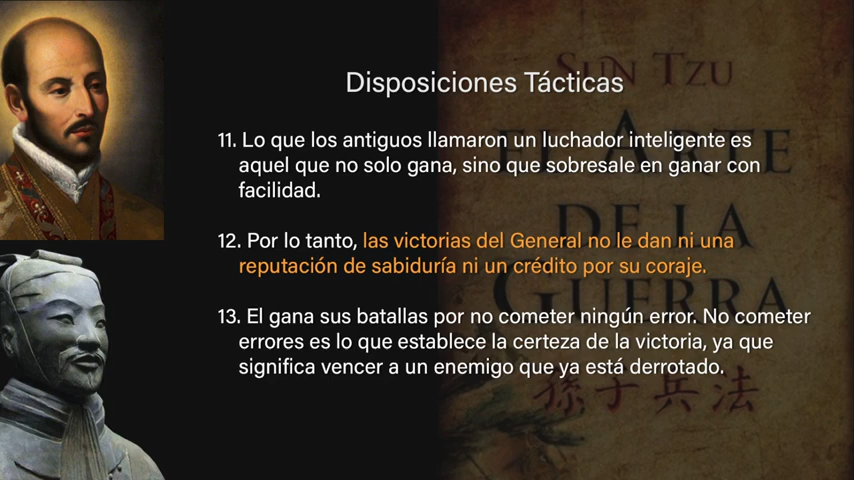 SUN TZU
EL ARTE
DE LA
GUERRA
孫子兵法
Disposiciones Tácticas
11. Lo que los antiguos llamaron un luchador inteligente es
aquel que no solo gana, sino que sobresale en ganar con
facilidad.
12. Por lo tanto, las victorias del General no le dan ni una
reputación de sabiduría ni un crédito por su coraje.
13. El gana sus batallas por no cometer ningún error. No cometer
errores es lo que establece la certeza de la victoria, ya que
significa vencer a un enemigo que ya está derrotado.